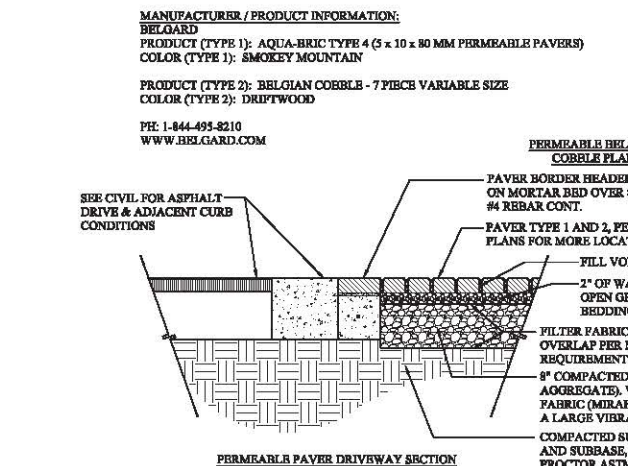 MANUFACTURER / PRODUCT INFORMATION:
BELGARD
PRODUCT (TYPE 1): AQUA-BRIC TYPE 4 (5 x 10 x 80 MM PERMEABLE PAVERS)
COLOR (TYPE 1): SMOKEY MOUNTAIN
PRODUCT (TYPE 2): BELGIAN COBBLE - 7 PIECE VARIABLE SIZE
COLOR (TYPE 2): DRIFTWOOD
PH: 1-844-495-8210
WWW.BELGARD.COM
SEE CIVIL FOR ASPHALT
DRIVE & ADJACENT CURB
CONDITIONS
PERMEABLE BEL
COBBLE PLA
PAVER BORDER HEADER
ON MORTAR BED OVER
#4 REBAR CONT.
PAVER TYPE 1 AND 2, PE
PLANS FOR MORE LOCAT
FILL VO
2" OF WA
OPEN GR
BEDDING
FILTER FABRIC
OVERLAP PER
REQUIREMENT
8" COMPACTED
AGGREGATE).
FABRIC (MIRAF
A LARGE VIBRA
COMPACTED SU
AND SUBBASE,
PROCTOR ASTM
PERMEABLE PAVER DRIVEWAY SECTION